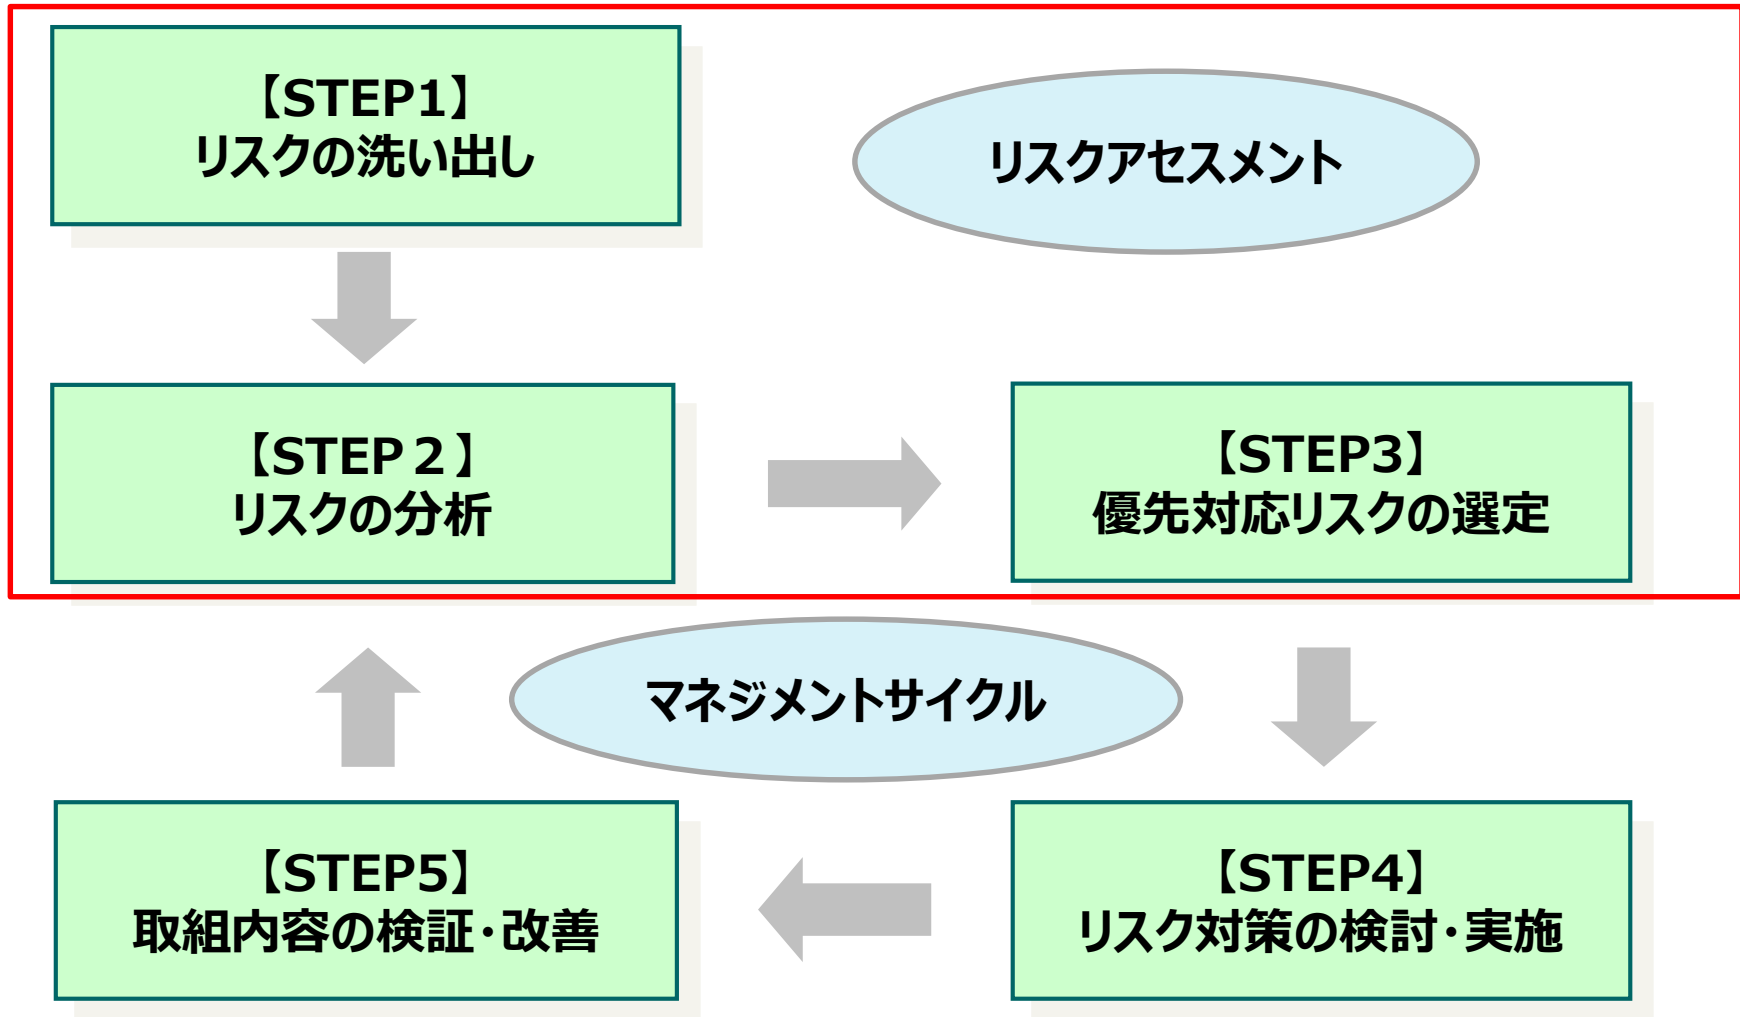 【STEP1】
リスクの洗い出し
リスクアセスメント
【STEP２】
リスクの分析
【STEP3】
優先対応リスクの選定
マネジメントサイクル
【STEP5】
取組内容の検証・改善
【STEP4】
リスク対策の検討・実施